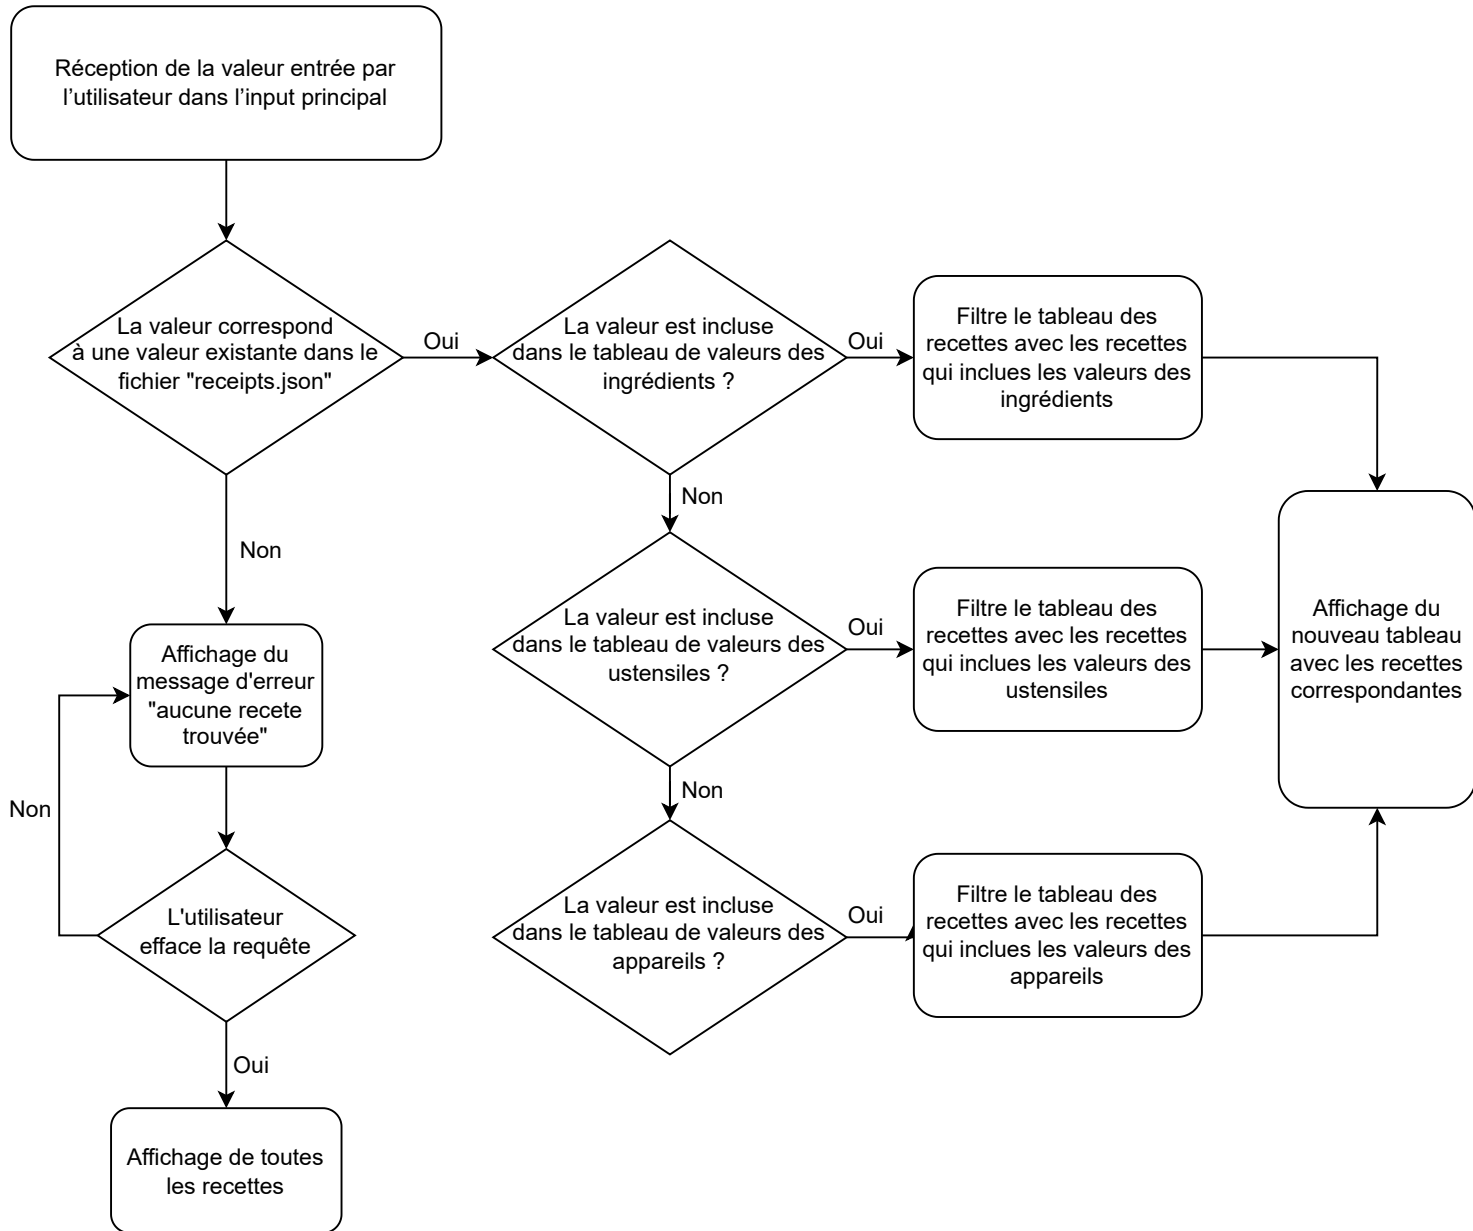 Réception de la valeur entrée par
l’utilisateur dans l’input principal
La valeur correspond
à une valeur existante dans le
fichier "receipts.json"
Oui
La valeur est incluse
dans le tableau de valeurs des
ingrédients ?
Oui
Filtre le tableau des
recettes avec les recettes
qui inclues les valeurs des
ingrédients
Non
Non
Affichage du
message d'erreur
"aucune recete
trouvée"
La valeur est incluse
dans le tableau de valeurs des
ustensiles ?
Oui
Filtre le tableau des
recettes avec les recettes
qui inclues les valeurs des
ustensiles
Affichage du
nouveau tableau
avec les recettes
correspondantes
Non
Non
L'utilisateur
efface la requête
La valeur est incluse
dans le tableau de valeurs des
appareils ?
Oui
Filtre le tableau des
recettes avec les recettes
qui inclues les valeurs des
appareils
Oui
Affichage de toutes
les recettes